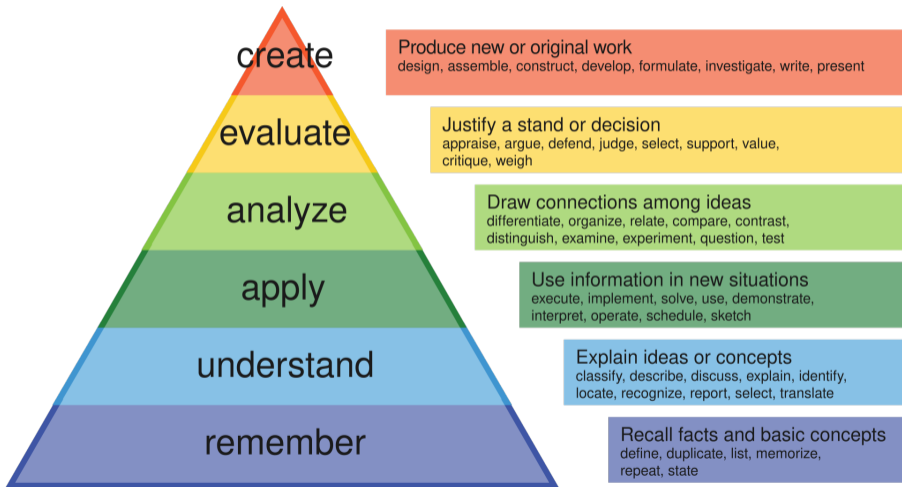 create
Produce new or original work
design, assemble, construct, develop, formulate, investigate, write, present
evaluate
Justify a stand or decision
appraise, argue, defend, judge, select, support, value,
critique, weigh
analyze
Draw connections among ideas
differentiate, organize, relate, compare, contrast,
distinguish, examine, experiment, question, test
apply
Use information in new situations
execute, implement, solve, use, demonstrate,
interpret, operate, schedule, sketch
understand
Explain ideas or concepts
classify, describe, discuss, explain, identify,
locate, recognize, report, select, translate
remember
Recall facts and basic concepts
define, duplicate, list, memorize,
repeat, state